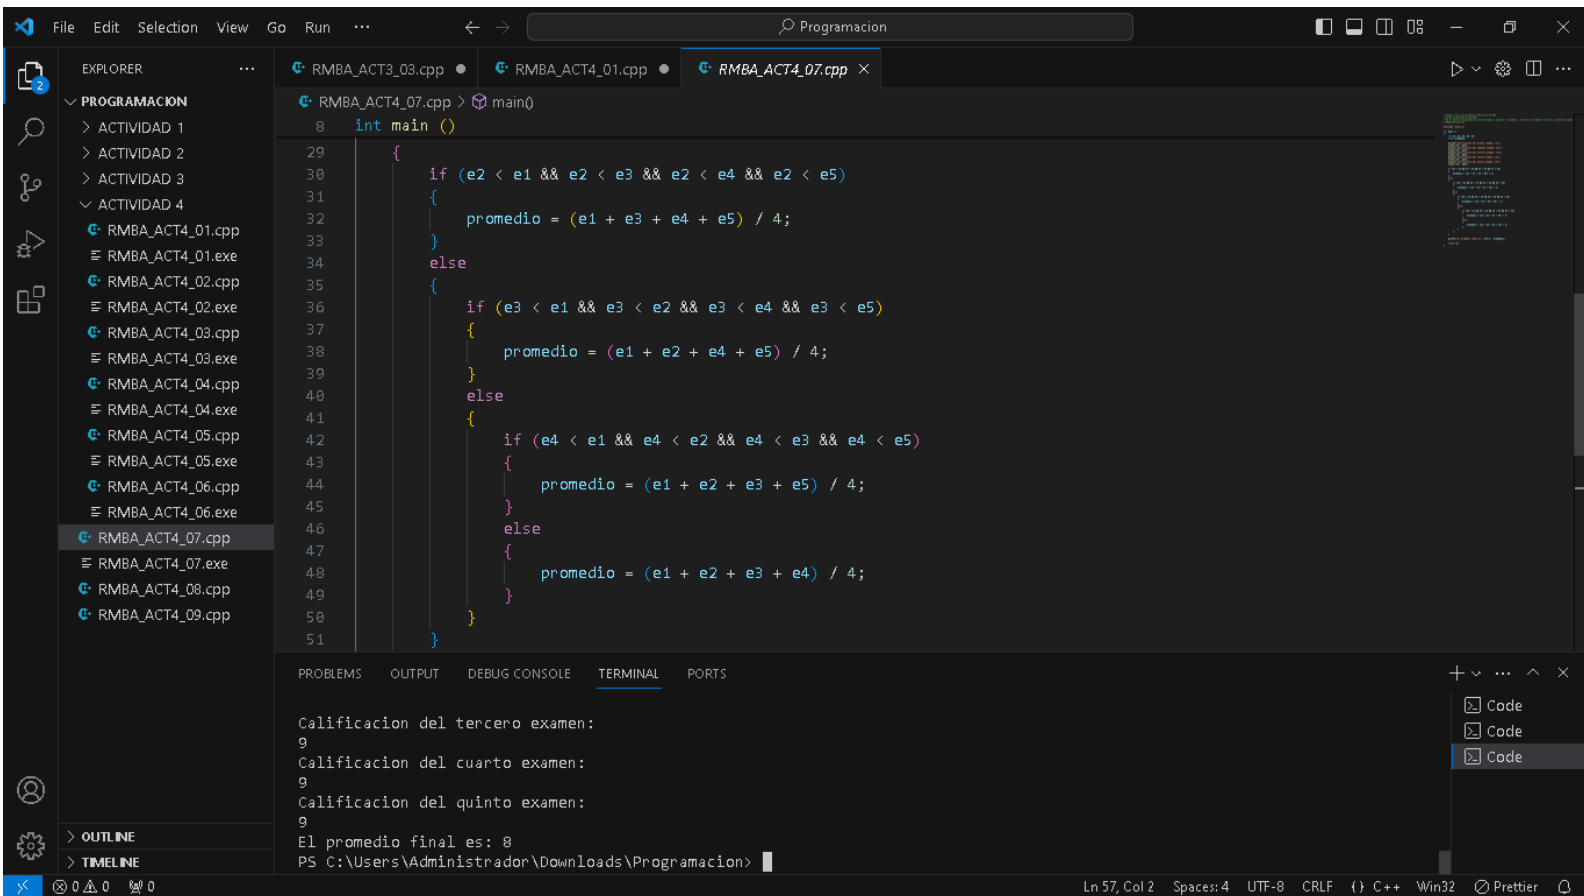 File Edit Selection View Go Run ···
Programacion
EXPLORER ···
PROGRAMACION
ACTIVIDAD 1
ACTIVIDAD 2
ACTIVIDAD 3
ACTIVIDAD 4
RMBA_ACT4_01.cpp
RMBA_ACT4_01.exe
RMBA_ACT4_02.cpp
RMBA_ACT4_02.exe
RMBA_ACT4_03.cpp
RMBA_ACT4_03.exe
RMBA_ACT4_04.cpp
RMBA_ACT4_04.exe
RMBA_ACT4_05.cpp
RMBA_ACT4_05.exe
RMBA_ACT4_06.cpp
RMBA_ACT4_06.exe
RMBA_ACT4_07.cpp
RMBA_ACT4_07.exe
RMBA_ACT4_08.cpp
RMBA_ACT4_09.cpp
OUTLINE
TIMELINE
2
RMBA_ACT3_03.cpp RMBA_ACT4_01.cpp RMBA_ACT4_07.cpp
RMBA_ACT4_07.cpp > main()
8 int main ()
29 {
30 if (e2 < e1 && e2 < e3 && e2 < e4 && e2 < e5)
31 {
32 promedio = (e1 + e3 + e4 + e5) / 4;
33 }
34 else
35 {
36 if (e3 < e1 && e3 < e2 && e3 < e4 && e3 < e5)
37 {
38 promedio = (e1 + e2 + e4 + e5) / 4;
39 }
40 else
41 {
42 if (e4 < e1 && e4 < e2 && e4 < e3 && e4 < e5)
43 {
44 promedio = (e1 + e2 + e3 + e5) / 4;
45 }
46 else
47 {
48 promedio = (e1 + e2 + e3 + e4) / 4;
49 }
50 }
51 }
PROBLEMS OUTPUT DEBUG CONSOLE TERMINAL PORTS
Calificacion del tercero examen:
9
Calificacion del cuarto examen:
9
Calificacion del quinto examen:
9
El promedio final es: 8
PS C:\Users\Administrador\Downloads\Programacion>
Code
Code
Code
0 0 0 Ln 57, Col 2 Spaces: 4 UTF-8 CRLF {} C++ Win32 Prettier